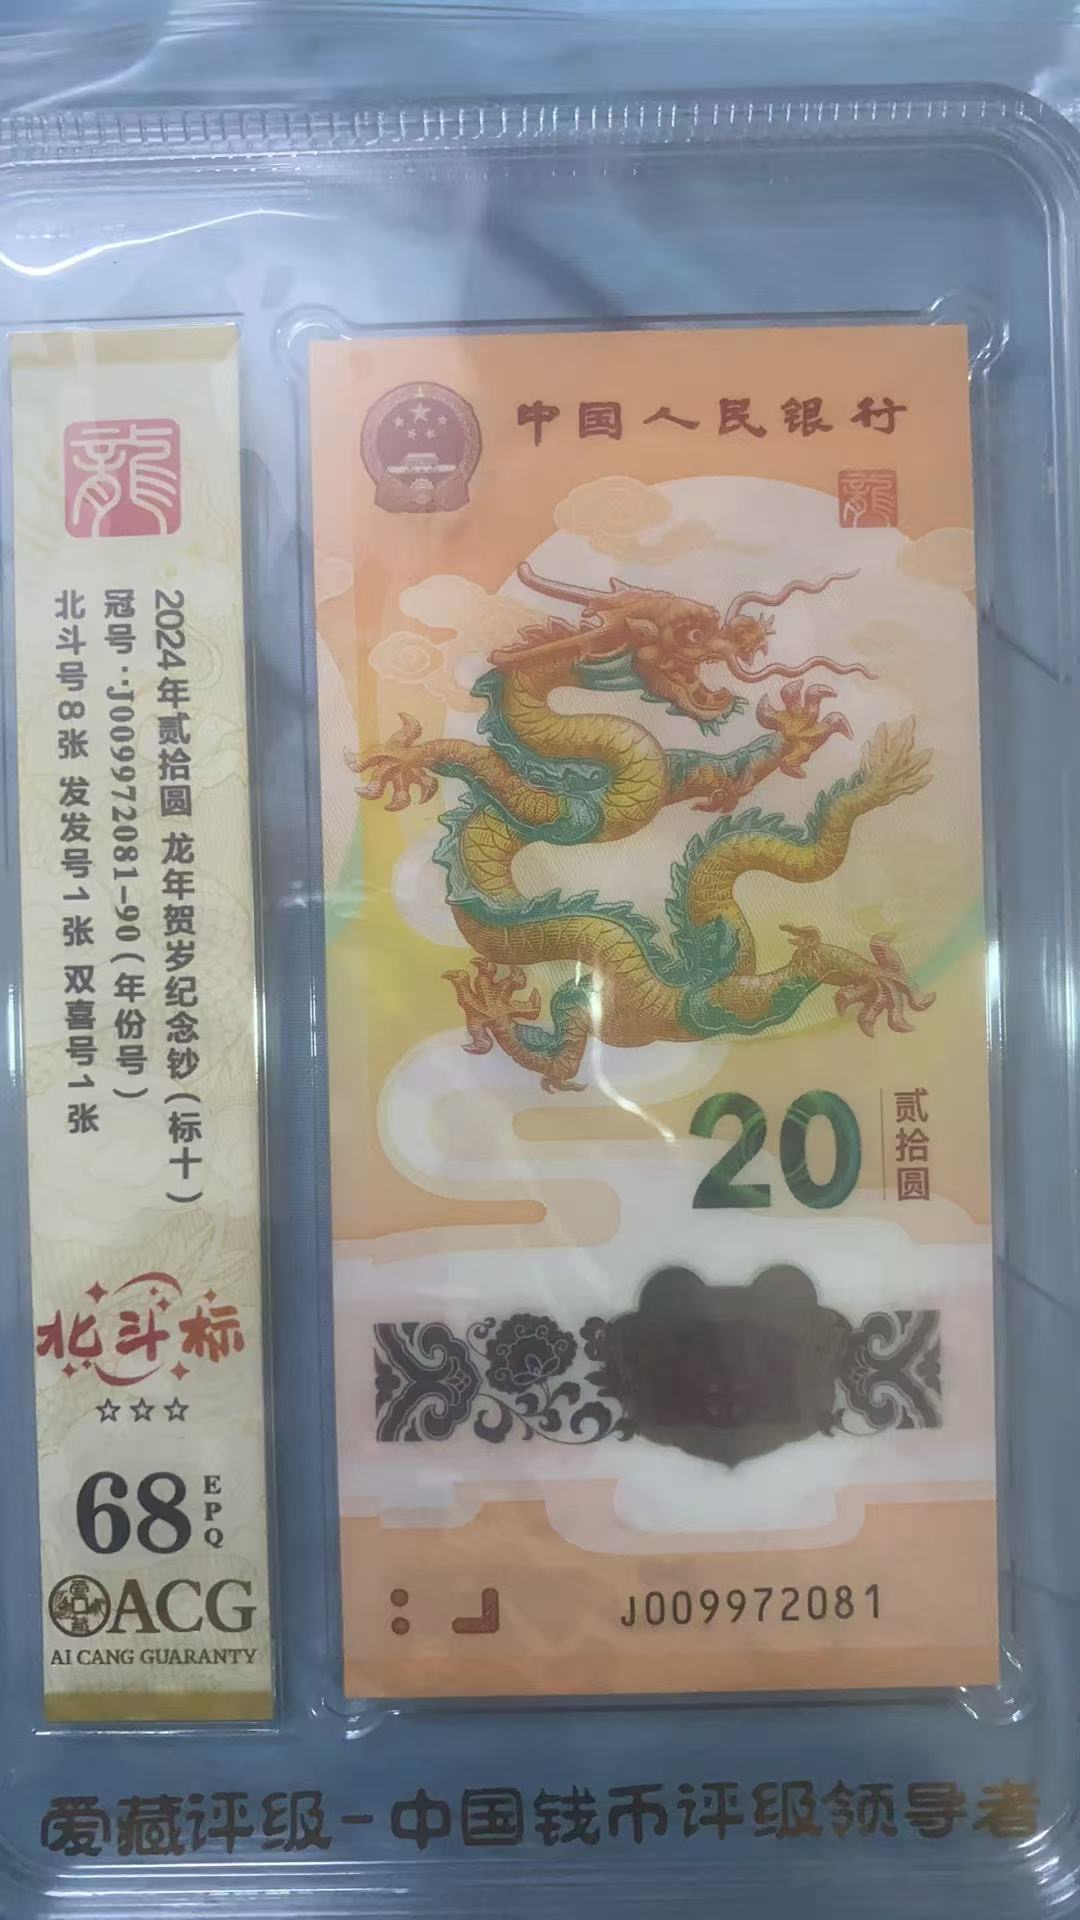 龍
2024年贰拾圆 龙年贺岁纪念钞(标十)
冠号:J009972081-90(年份号)
北斗号8张 发发号1张 双喜号1张
北斗标
☆☆☆
68 EPQ
爱藏
ACG
AI CANG GUARANTY
中国人民银行
龍
20
贰拾圆
J009972081
爱藏评级-中国钱币评级领导者